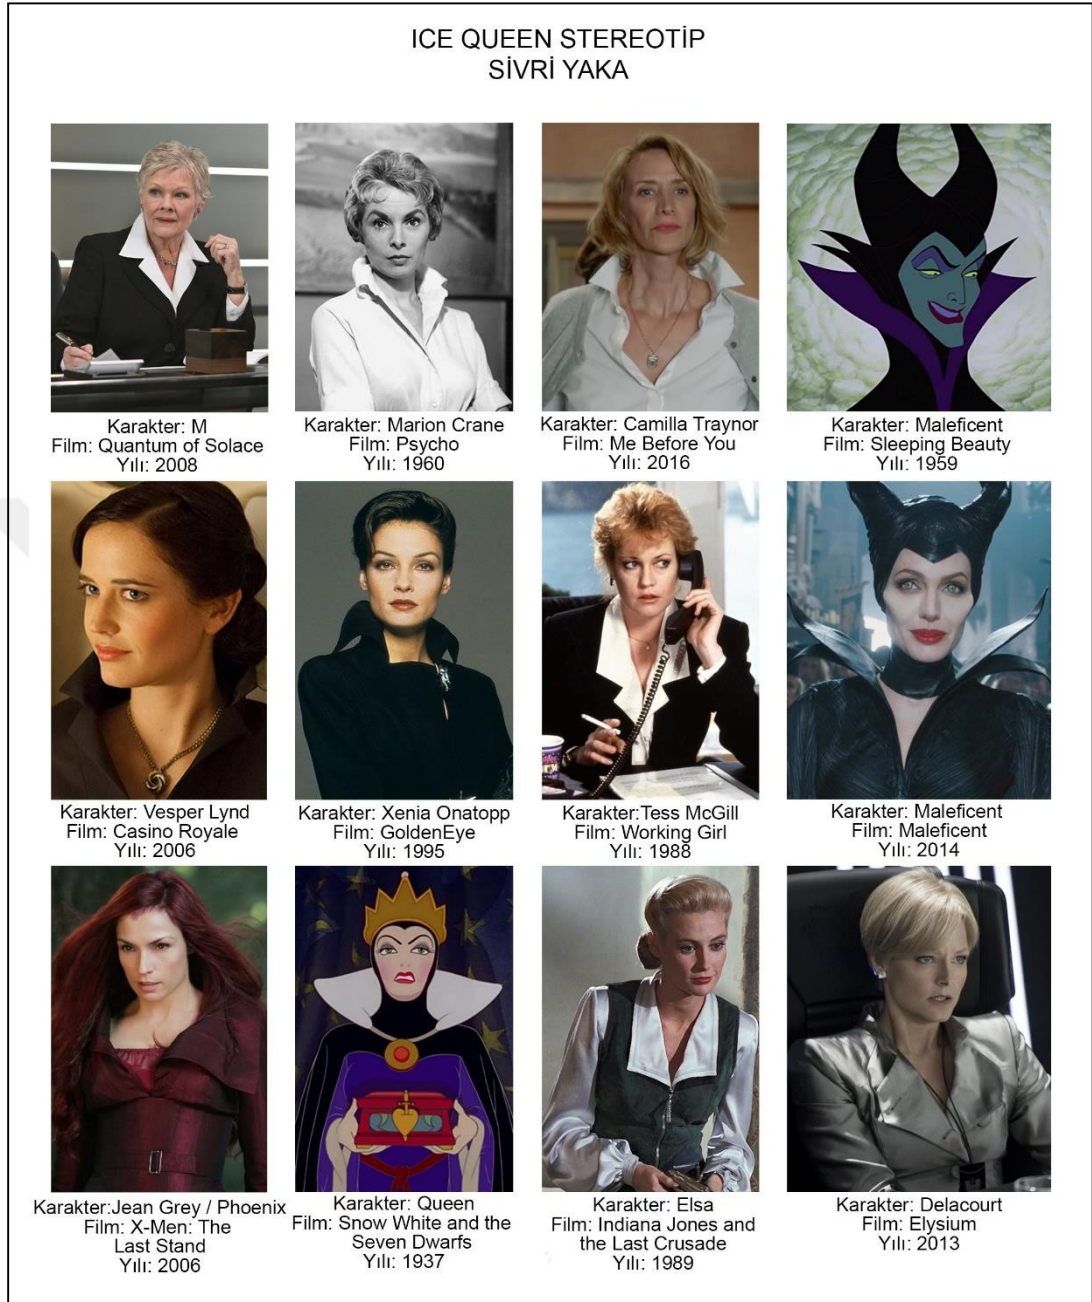 ICE QUEEN STEREOTİP
SİVRİ YAKA
Karakter: M
Film: Quantum of Solace
Yılı: 2008
Karakter: Marion Crane
Film: Psycho
Yılı: 1960
Karakter: Camilla Traynor
Film: Me Before You
Yılı: 2016
Karakter: Maleficent
Film: Sleeping Beauty
Yılı: 1959
Karakter: Vesper Lynd
Film: Casino Royale
Yılı: 2006
Karakter: Xenia Onatopp
Film: GoldenEye
Yılı: 1995
Karakter:Tess McGill
Film: Working Girl
Yılı: 1988
Karakter: Maleficent
Film: Maleficent
Yılı: 2014
Karakter:Jean Grey / Phoenix
Film: X-Men: The
Last Stand
Yılı: 2006
Karakter: Queen
Film: Snow White and the
Seven Dwarfs
Yılı: 1937
Karakter: Elsa
Film: Indiana Jones and
the Last Crusade
Yılı: 1989
Karakter: Delacourt
Film: Elysium
Yılı: 2013